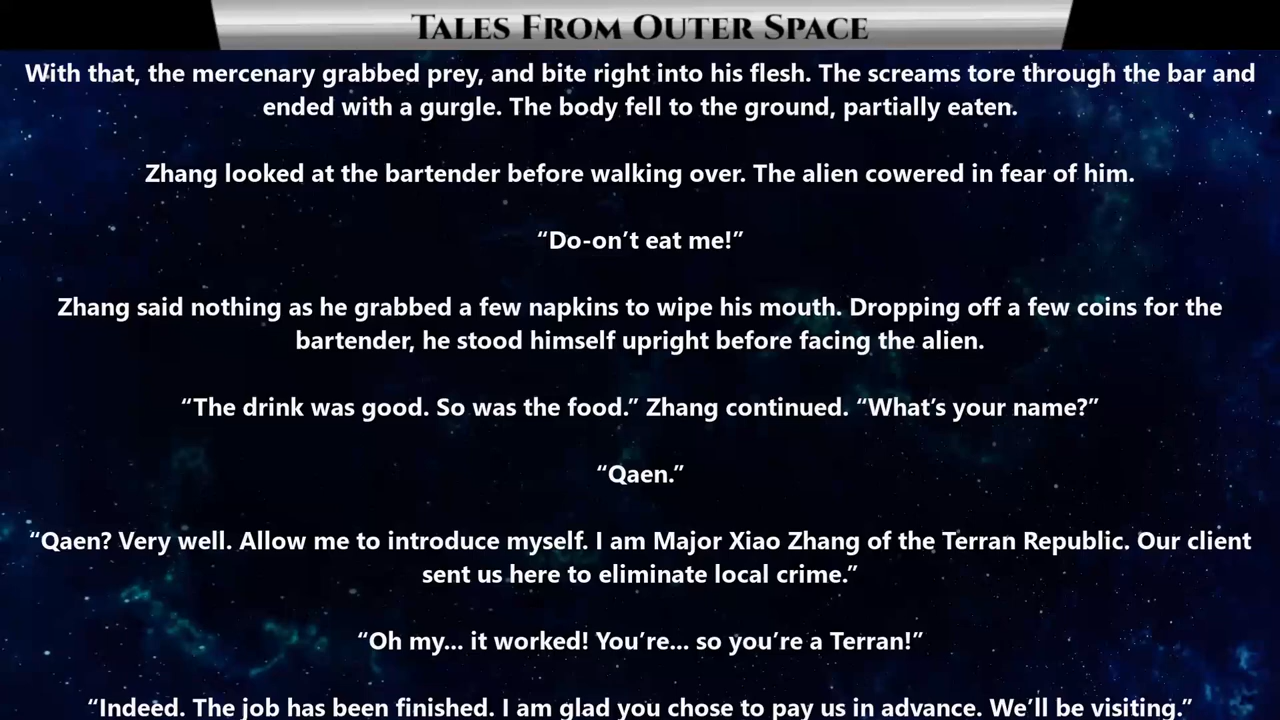 Tales From Outer Space
With that, the mercenary grabbed prey, and bite right into his flesh. The screams tore through the bar and
ended with a gurgle. The body fell to the ground, partially eaten.
Zhang looked at the bartender before walking over. The alien cowered in fear of him.
“Do-on’t eat me!”
Zhang said nothing as he grabbed a few napkins to wipe his mouth. Dropping off a few coins for the
bartender, he stood himself upright before facing the alien.
“The drink was good. So was the food.” Zhang continued. “What’s your name?”
“Qaen.”
“Qaen? Very well. Allow me to introduce myself. I am Major Xiao Zhang of the Terran Republic. Our client
sent us here to eliminate local crime.”
“Oh my... it worked! You’re... so you’re a Terran!”
“Indeed. The job has been finished. I am glad you chose to pay us in advance. We’ll be visiting.”